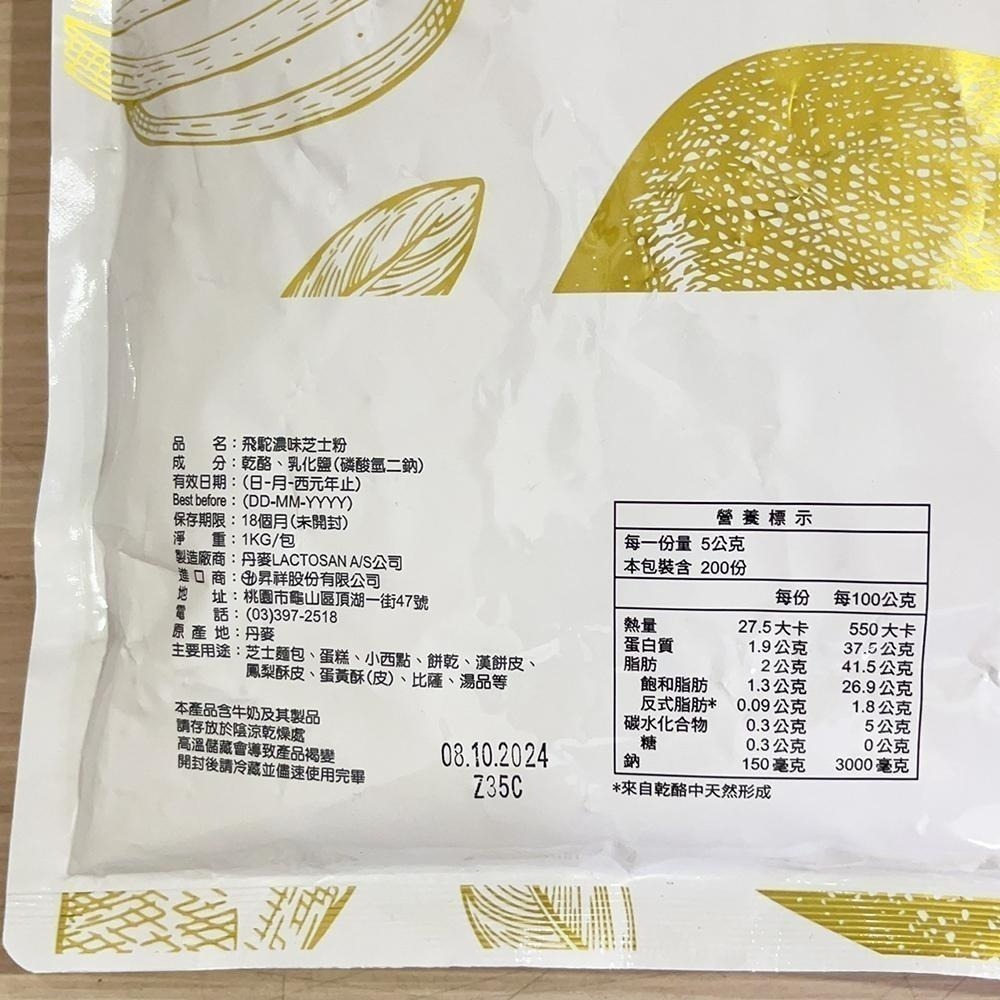 品　　名：飛駝濃味芝士粉
成　　分：乾酪、乳化鹽(磷酸氫二鈉)
有效日期：(日-月-西元年止)
Best before：(DD-MM-YYYY)
保存期限：18個月(未開封)
淨　　重：1KG/包
製造廠商：丹麥LACTOSAN A/S公司
進 口 商：昇祥股份有限公司
地　　址：桃園市龜山區頂湖一街47號
電　　話：(03)397-2518
原 產 地：丹麥
主要用途：芝士麵包、蛋糕、小西點、餅乾、漢餅皮、
鳳梨酥皮、蛋黃酥(皮)、比薩、湯品等
本產品含牛奶及其製品
請存放於陰涼乾燥處
高溫儲藏會導致產品褐變
開封後請冷藏並儘速使用完畢
08.10.2024
Z35C
營 養 標 示
每一份量 5公克
本包裝含 200份
每份 每100公克
熱量 27.5大卡 550大卡
蛋白質 1.9公克 37.5公克
脂肪 2公克 41.5公克
飽和脂肪 1.3公克 26.9公克
反式脂肪* 0.09公克 1.8公克
碳水化合物 0.3公克 5公克
糖 0.3公克 0公克
鈉 150毫克 3000毫克
*來自乾酪中天然形成